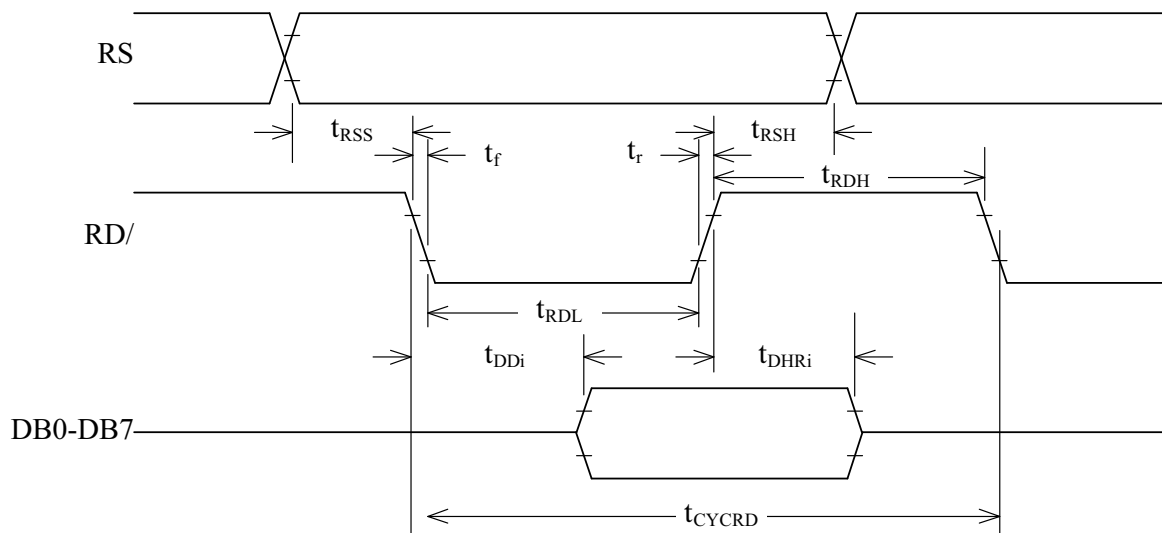 RS
tRSS
tRSH
tf
tr
tRDH
RD/
tRDL
tDDi
tDHRi
DB0-DB7
tCYCRD